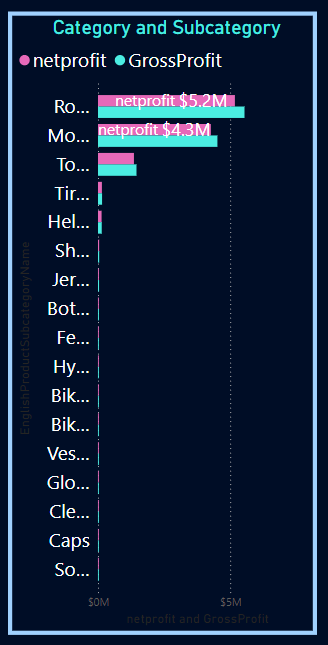 Category and Subcategory
netprofit GrossProfit
Ro... netprofit $5.2M
Mo... netprofit $4.3M
To...
Tir...
Hel...
Sh...
Jer...
Bot...
Fe...
Hy...
Bik...
Bik...
Ves...
Glo...
Cle...
Caps
So...
EnglishProductSubcategoryName
$0M $5M
netprofit and GrossProfit